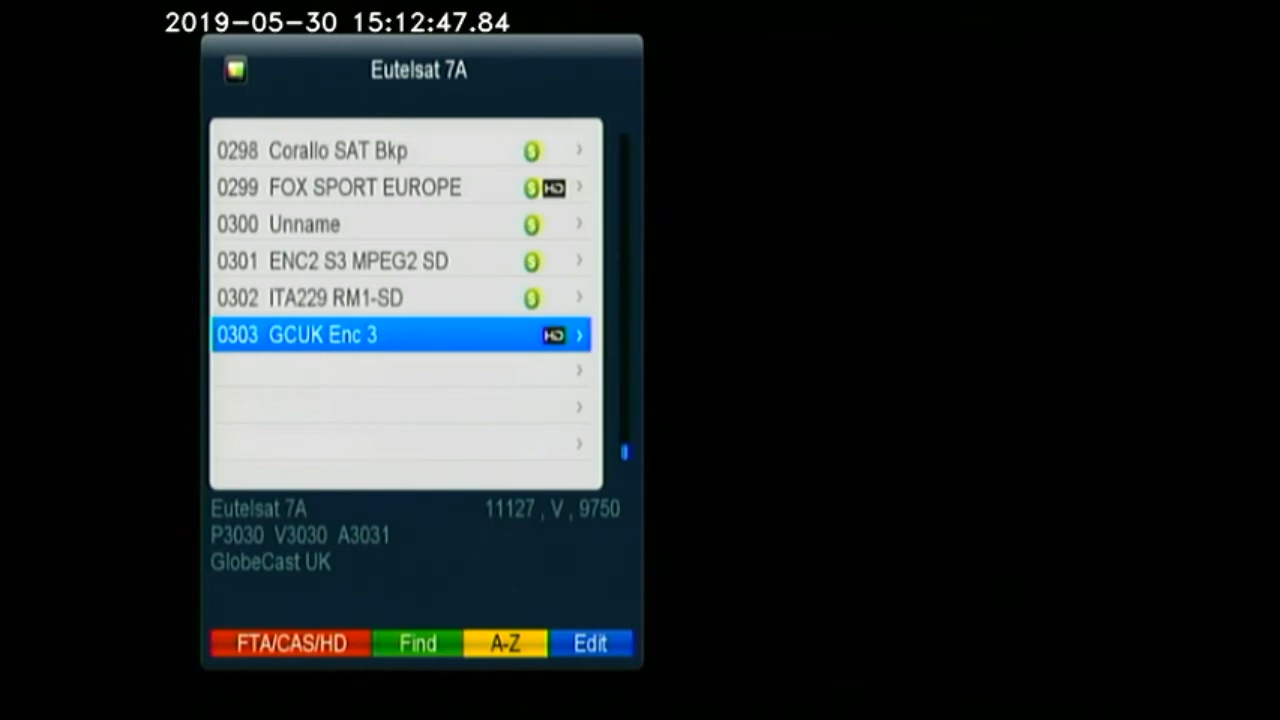 2019-05-30 15:12:47.84
Eutelsat 7A
0298 Corallo SAT Bkp $
0299 FOX SPORT EUROPE $ HD
0300 Unname $
0301 ENC2 S3 MPEG2 SD $
0302 ITA229 RM1-SD $
0303 GCUK Enc 3 HD
Eutelsat 7A 11127 , V , 9750
P3030 V3030 A3031
GlobeCast UK
FTA/CAS/HD Find A-Z Edit